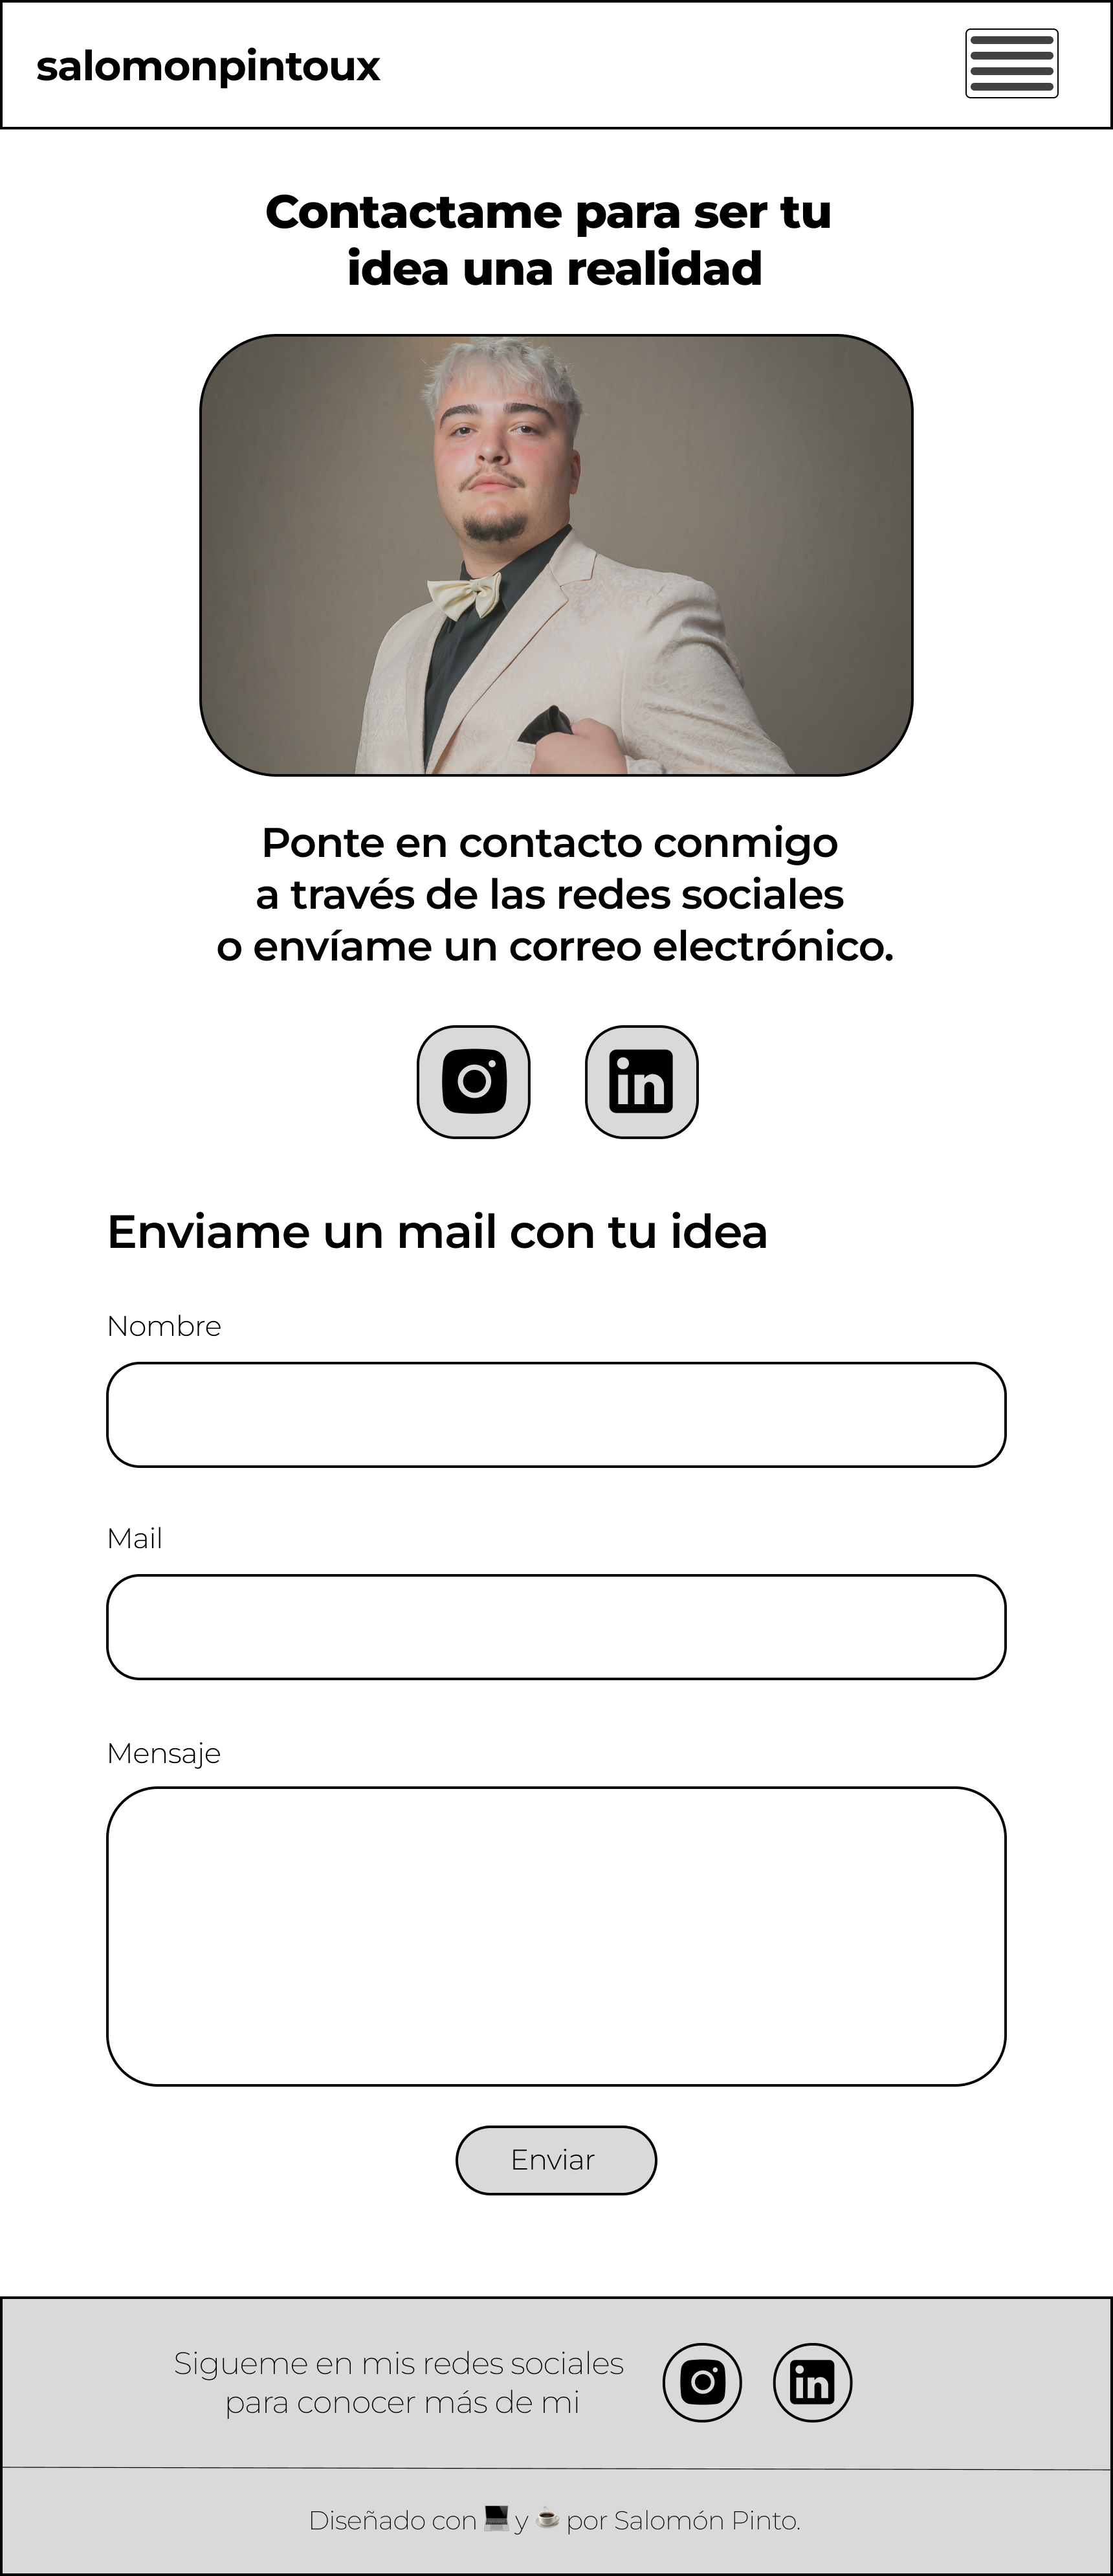 salomonpintoux
Contactame para ser tu
idea una realidad
Ponte en contacto conmigo
a través de las redes sociales
o envíame un correo electrónico.
in
Enviame un mail con tu idea
Nombre
Mail
Mensaje
Enviar
Sigueme en mis redes sociales
para conocer más de mi
in
Diseñado con 💻 y ☕ por Salomón Pinto.